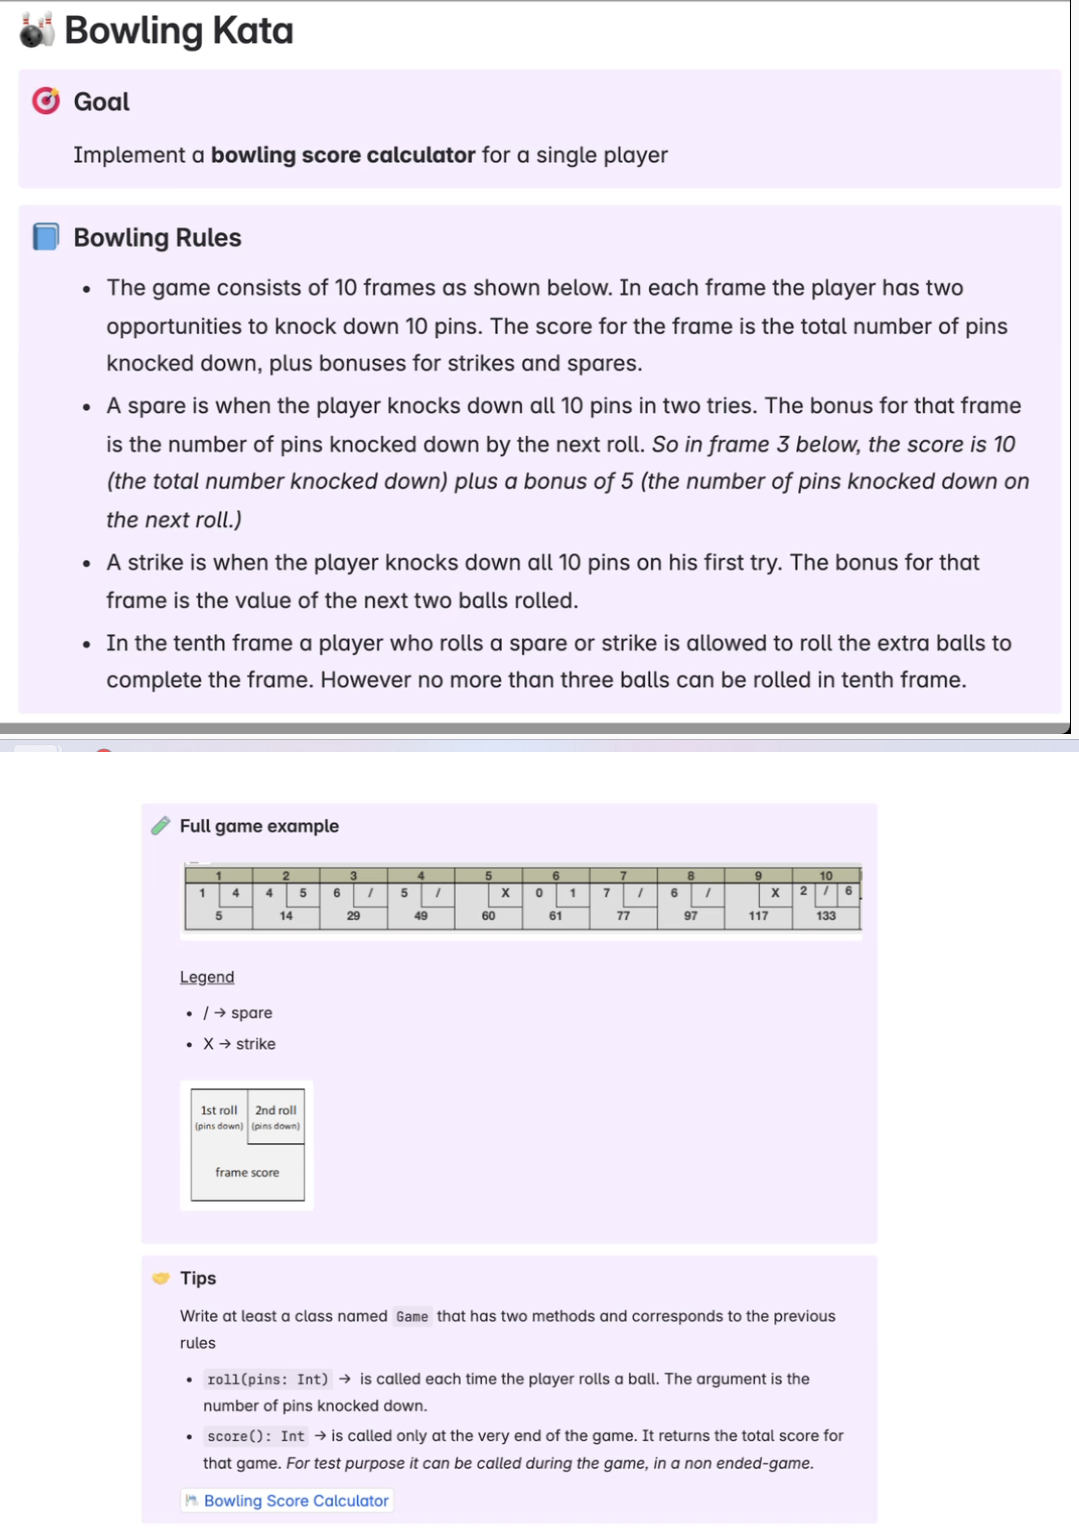 Bowling Kata
Goal
Implement a bowling score calculator for a single player
Bowling Rules
• The game consists of 10 frames as shown below. In each frame the player has two
opportunities to knock down 10 pins. The score for the frame is the total number of pins
knocked down, plus bonuses for strikes and spares.
• A spare is when the player knocks down all 10 pins in two tries. The bonus for that frame
is the number of pins knocked down by the next roll. So in frame 3 below, the score is 10
(the total number knocked down) plus a bonus of 5 (the number of pins knocked down on
the next roll.)
• A strike is when the player knocks down all 10 pins on his first try. The bonus for that
frame is the value of the next two balls rolled.
• In the tenth frame a player who rolls a spare or strike is allowed to roll the extra balls to
complete the frame. However no more than three balls can be rolled in tenth frame.
Full game example
1 2 3 4 5 6 7 8 9 10
1 4 4 5 6 / 5 / X 0 1 7 / 6 / X 2 / 6
5 14 29 49 60 61 77 97 117 133
Legend
• / → spare
• X → strike
1st roll 2nd roll
(pins down) (pins down)
frame score
Tips
Write at least a class named Game that has two methods and corresponds to the previous
rules
• roll(pins: Int) → is called each time the player rolls a ball. The argument is the
number of pins knocked down.
• score(): Int → is called only at the very end of the game. It returns the total score for
that game. For test purpose it can be called during the game, in a non ended-game.
Bowling Score Calculator